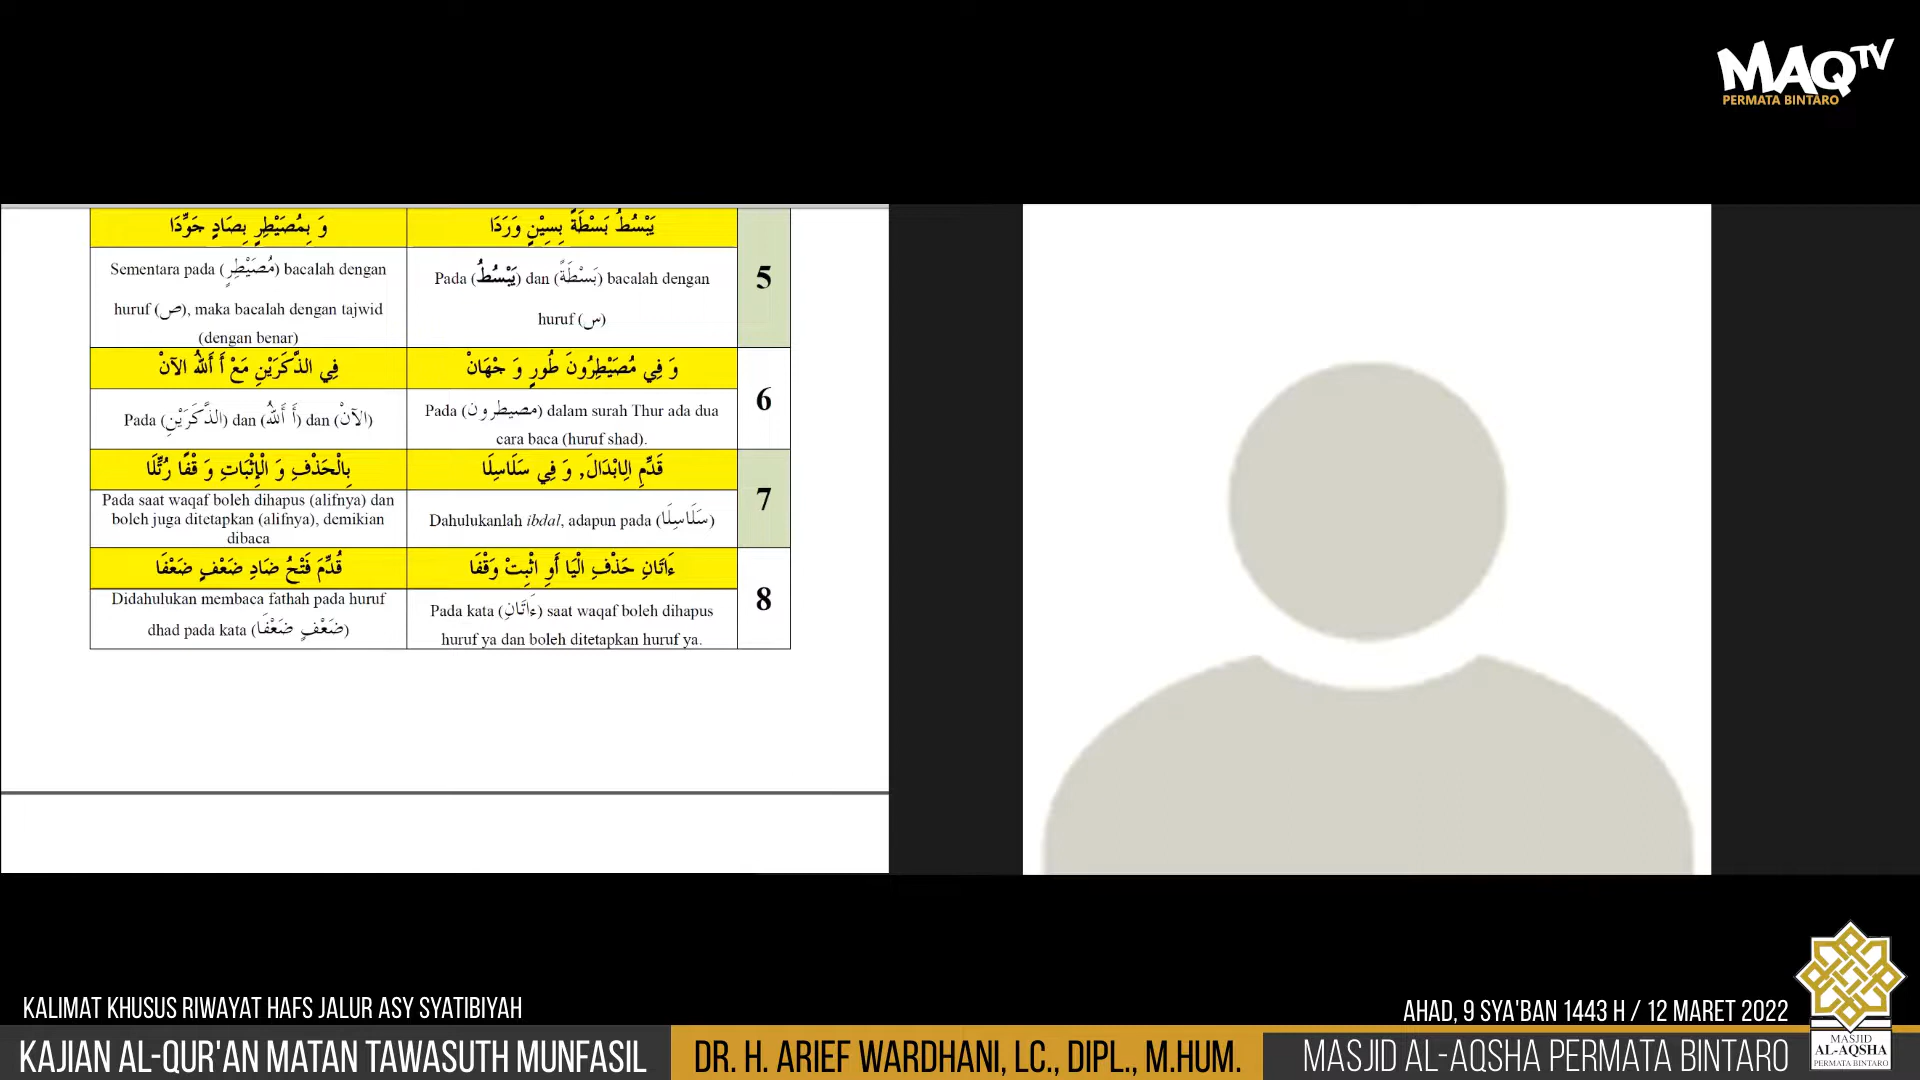 MAQTV
PERMATA BINTARO
5
يَبْسُطُ بَسْطَةً بِسِيْنٍ وَرَدَا
وَ بِمُصَيْطِرٍ بِصَادٍ جَوِّدَا
Pada (يَبْسُطُ) dan (بَسْطَةً) bacalah dengan
huruf (س)
Sementara pada (مُصَيْطِرٍ) bacalah dengan
huruf (ص), maka bacalah dengan tajwid
(dengan benar)
6
وَ فِي مُصَيْطِرُونَ طُورٍ وَ جْهَانْ
فِي الذَّكَرَيْنِ مَعْ أَ اَللهُ الآنْ
Pada (مصيطرون) dalam surah Thur ada dua
cara baca (huruf shad).
Pada (الذَّكَرَيْنِ) dan (أَ اَللهُ) dan (الآنْ)
7
قَدِّمِ الِابْدَالَ, وَ فِي سَلَاسِلَا
بِالْحَذْفِ وَ الْإِثْبَاتِ وَ قْفًا رُتِّلَا
Dahulukanlah ibdal, adapun pada (سَلَاسِلَا)
Pada saat waqaf boleh dihapus (alifnya) dan
boleh juga ditetapkan (alifnya), demikian
dibaca
8
ءَاتَانِ حَذْفِ الْيَا أَوِ اثْبِتْ وَقْفَا
قُدِّمَ فَتْحُ ضَادِ ضَعْفٍ ضَعْفَا
Pada kata (ءَاتَانِ) saat waqaf boleh dihapus
huruf ya dan boleh ditetapkan huruf ya.
Didahulukan membaca fathah pada huruf
dhad pada kata (ضَعْفٍ ضَعْفَا)
KALIMAT KHUSUS RIWAYAT HAFS JALUR ASY SYATIBIYAH
AHAD, 9 SYA'BAN 1443 H / 12 MARET 2022
KAJIAN AL-QUR'AN MATAN TAWASUTH MUNFASIL
DR. H. ARIEF WARDHANI, LC., DIPL., M.HUM.
MASJID AL-AQSHA PERMATA BINTARO
MASJID
AL-AQSHA
PERMATA BINTARO